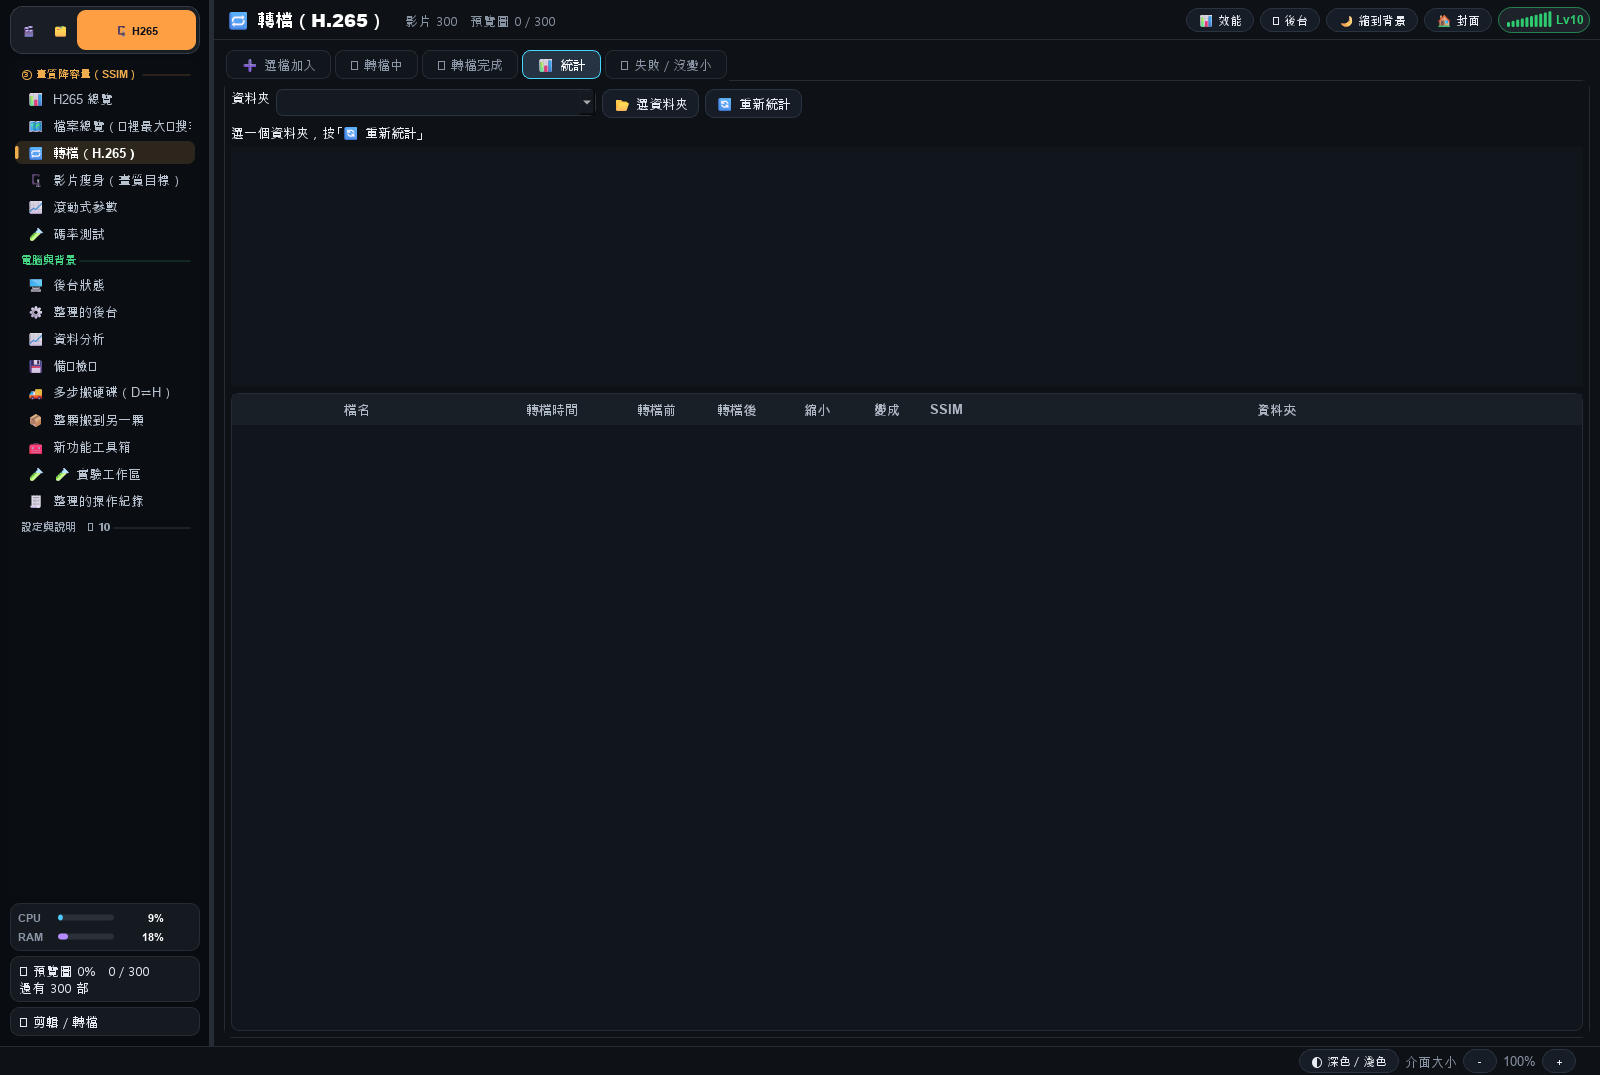 H265
③ 畫質降容量 ( SSIM )
H265 總覽
檔案總覽 (
裡最大
搜
轉檔 ( H.265 )
影片瘦身 ( 畫質目標 )
滾動式參數
碼率測試
電腦與背景
後台狀態
整理的後台
資料分析
備
檢
多步搬硬碟 ( D⇌H )
整顆搬到另一顆
新功能工具箱
實驗工作區
整理的操作紀錄
設定與說明 10
CPU 9%
RAM 18%
預覽圖 0% 0 / 300
還有 300 部
剪輯 / 轉檔
轉檔 ( H.265 ) 影片 300 預覽圖 0 / 300
效能 後台 縮到背景 封面 Lv10
選檔加入 轉檔中 轉檔完成 統計 失敗 / 沒變小
資料夾 選資料夾 重新統計
選一個資料夾 , 按「 重新統計」
檔名 轉檔時間 轉檔前 轉檔後 縮小 變成 SSIM 資料夾
深色 / 淺色 介面大小 - 100% +